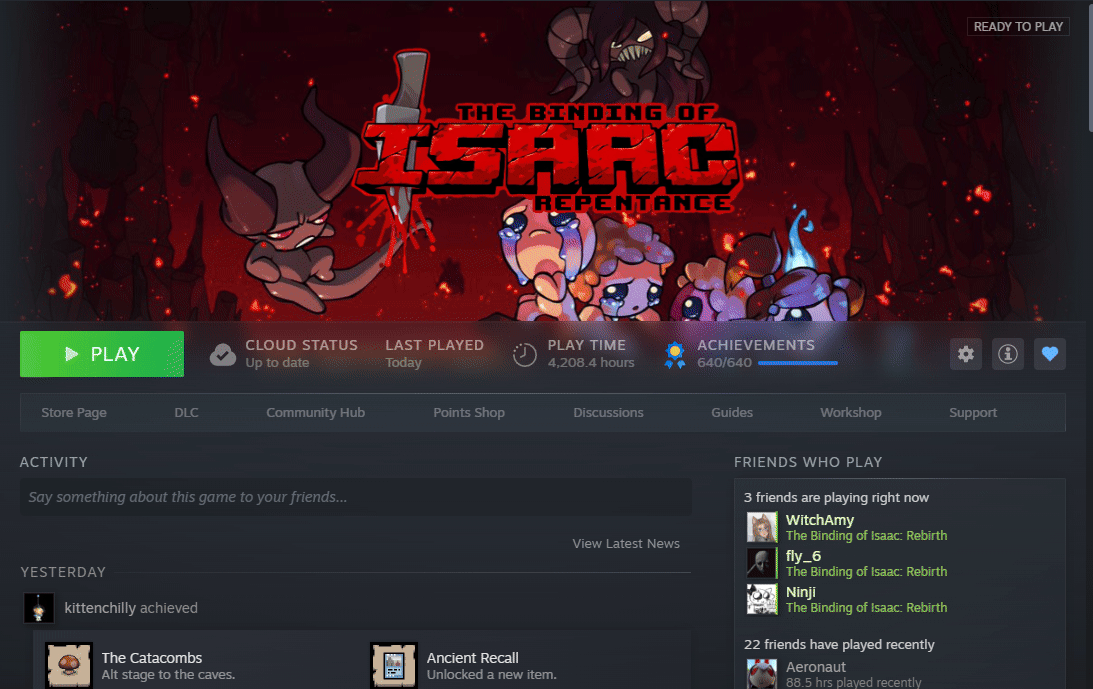 READY TO PLAY
THE BINDING OF
ISAAC
REPENTANCE
PLAY
CLOUD STATUS
Up to date
LAST PLAYED
Today
PLAY TIME
4,208.4 hours
ACHIEVEMENTS
640/640
Store Page DLC Community Hub Points Shop Discussions Guides Workshop Support
ACTIVITY
Say something about this game to your friends...
View Latest News
YESTERDAY
kittenchilly achieved
The Catacombs
Alt stage to the caves.
Ancient Recall
Unlocked a new item.
FRIENDS WHO PLAY
3 friends are playing right now
WitchAmy
The Binding of Isaac: Rebirth
fly_6
The Binding of Isaac: Rebirth
Ninji
The Binding of Isaac: Rebirth
22 friends have played recently
Aeronaut
88.5 hrs played recently